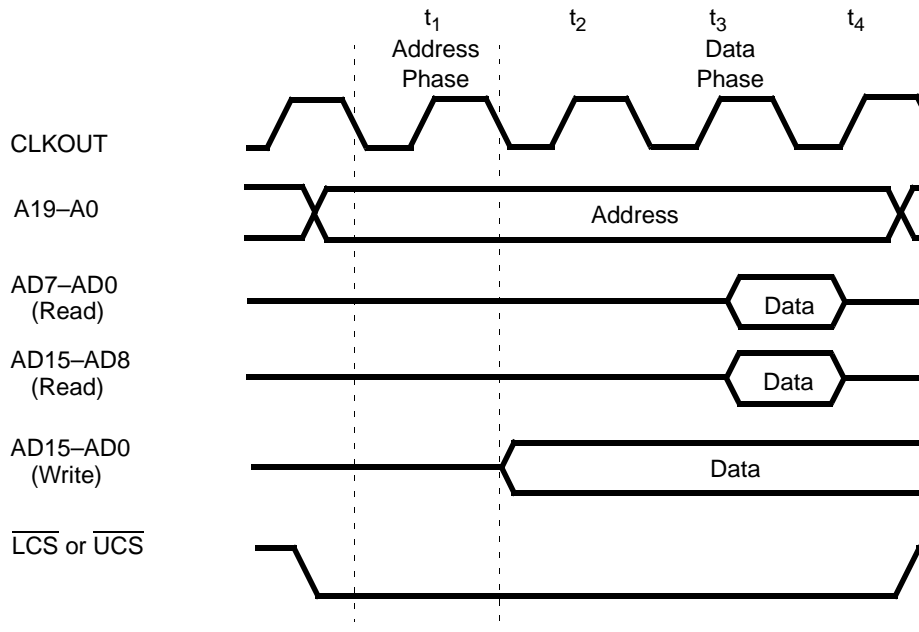 t1 t2 t3 t4
Address Data
Phase Phase
CLKOUT
A19–A0 Address
AD7–AD0
(Read) Data
AD15–AD8
(Read) Data
AD15–AD0
(Write) Data
LCS or UCS